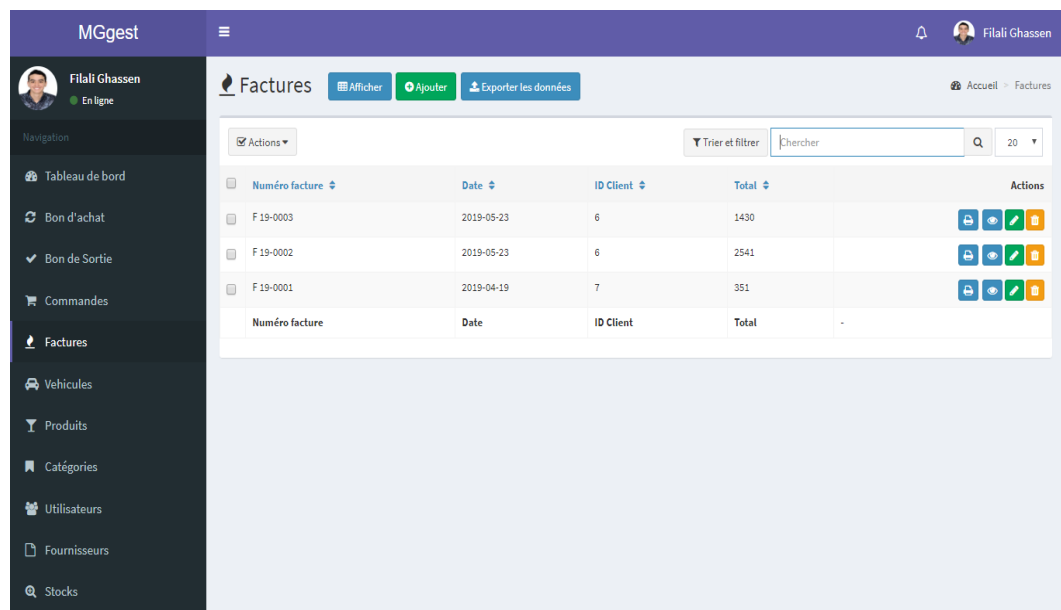 MGgest
Filali Ghassen
Filali Ghassen
En ligne
Factures
Afficher
Ajouter
Exporter les données
Accueil > Factures
Navigation
Tableau de bord
Bon d'achat
Bon de Sortie
Commandes
Factures
Vehicules
Produits
Catégories
Utilisateurs
Fournisseurs
Stocks
Actions
Trier et filtrer
Chercher
20
Numéro facture Date ID Client Total Actions
F 19-0003 2019-05-23 6 1430
F 19-0002 2019-05-23 6 2541
F 19-0001 2019-04-19 7 351
Numéro facture Date ID Client Total -